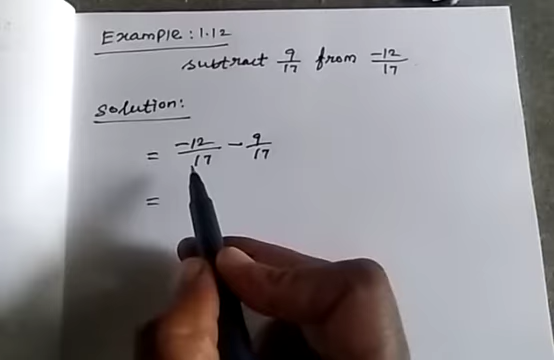 Example : 1.12
subtract 9/17 from -12/17
Solution:
= -12/17 - 9/17
=